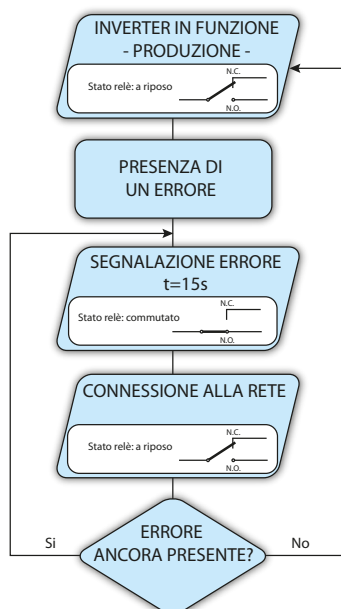 INVERTER IN FUNZIONE
- PRODUZIONE -
N.C.
Stato relè: a riposo
N.O.
PRESENZA DI
UN ERRORE
SEGNALAZIONE ERRORE
t=15s
N.C.
Stato relè: commutato
N.O.
CONNESSIONE ALLA RETE
N.C.
Stato relè: a riposo
N.O.
Si
ERRORE
ANCORA PRESENTE?
No